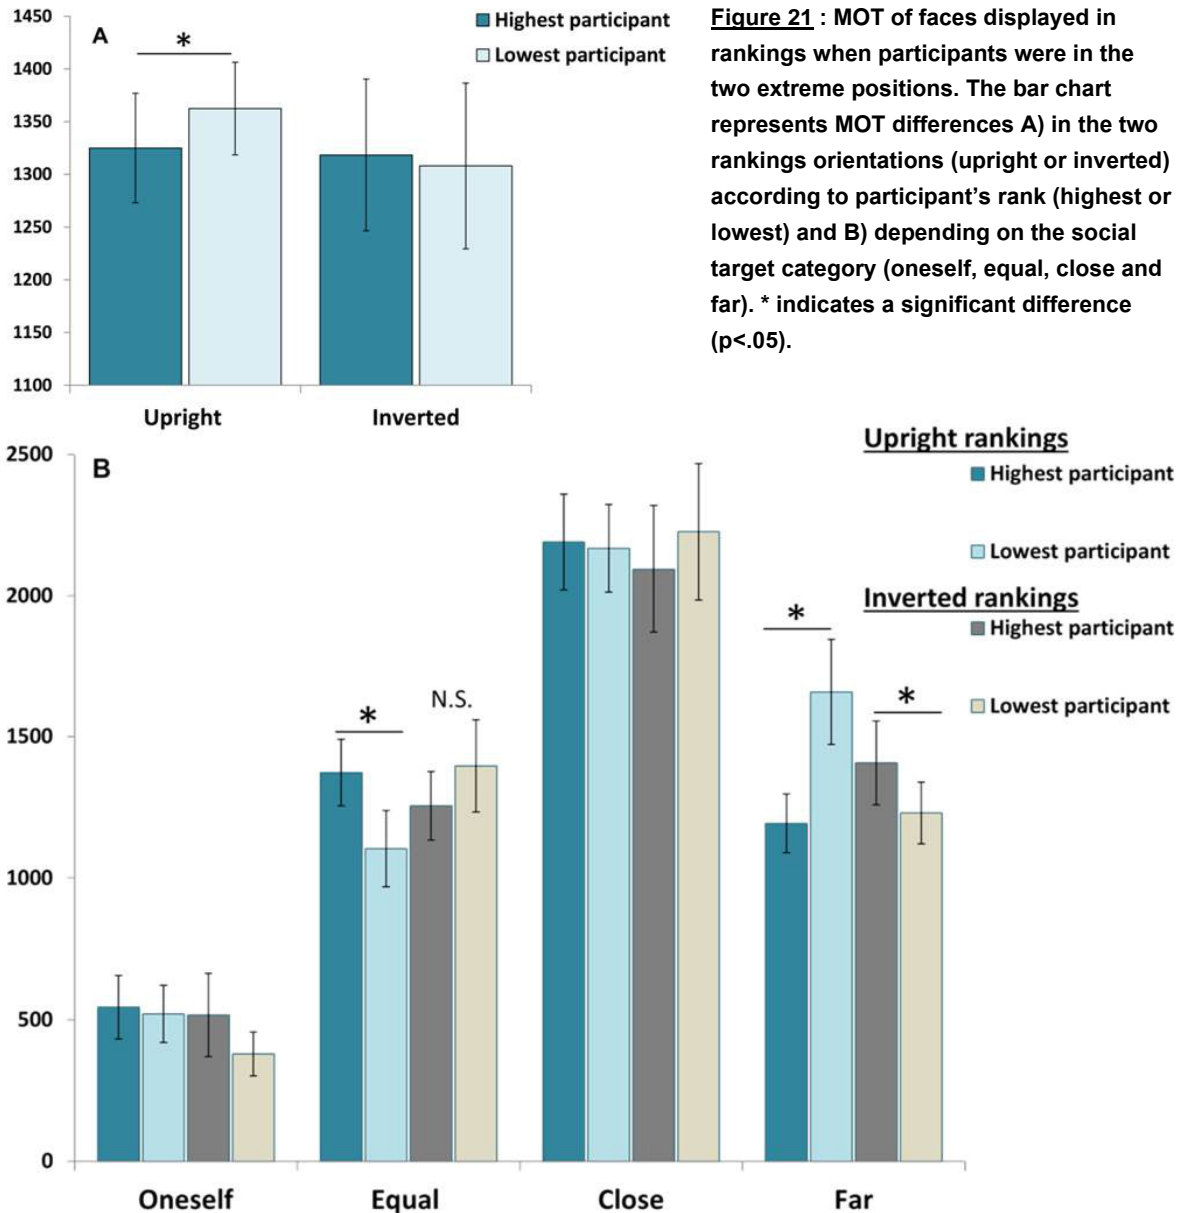 1450
1400
1350
1300
1250
1200
1150
1100
A
*
Highest participant
Lowest participant
Upright
Inverted
Figure 21 : MOT of faces displayed in
rankings when participants were in the
two extreme positions. The bar chart
represents MOT differences A) in the two
rankings orientations (upright or inverted)
according to participant’s rank (highest or
lowest) and B) depending on the social
target category (oneself, equal, close and
far). * indicates a significant difference
(p<.05).
2500
2000
1500
1000
500
0
B
*
N.S.
*
*
Upright rankings
Highest participant
Lowest participant
Inverted rankings
Highest participant
Lowest participant
Oneself
Equal
Close
Far